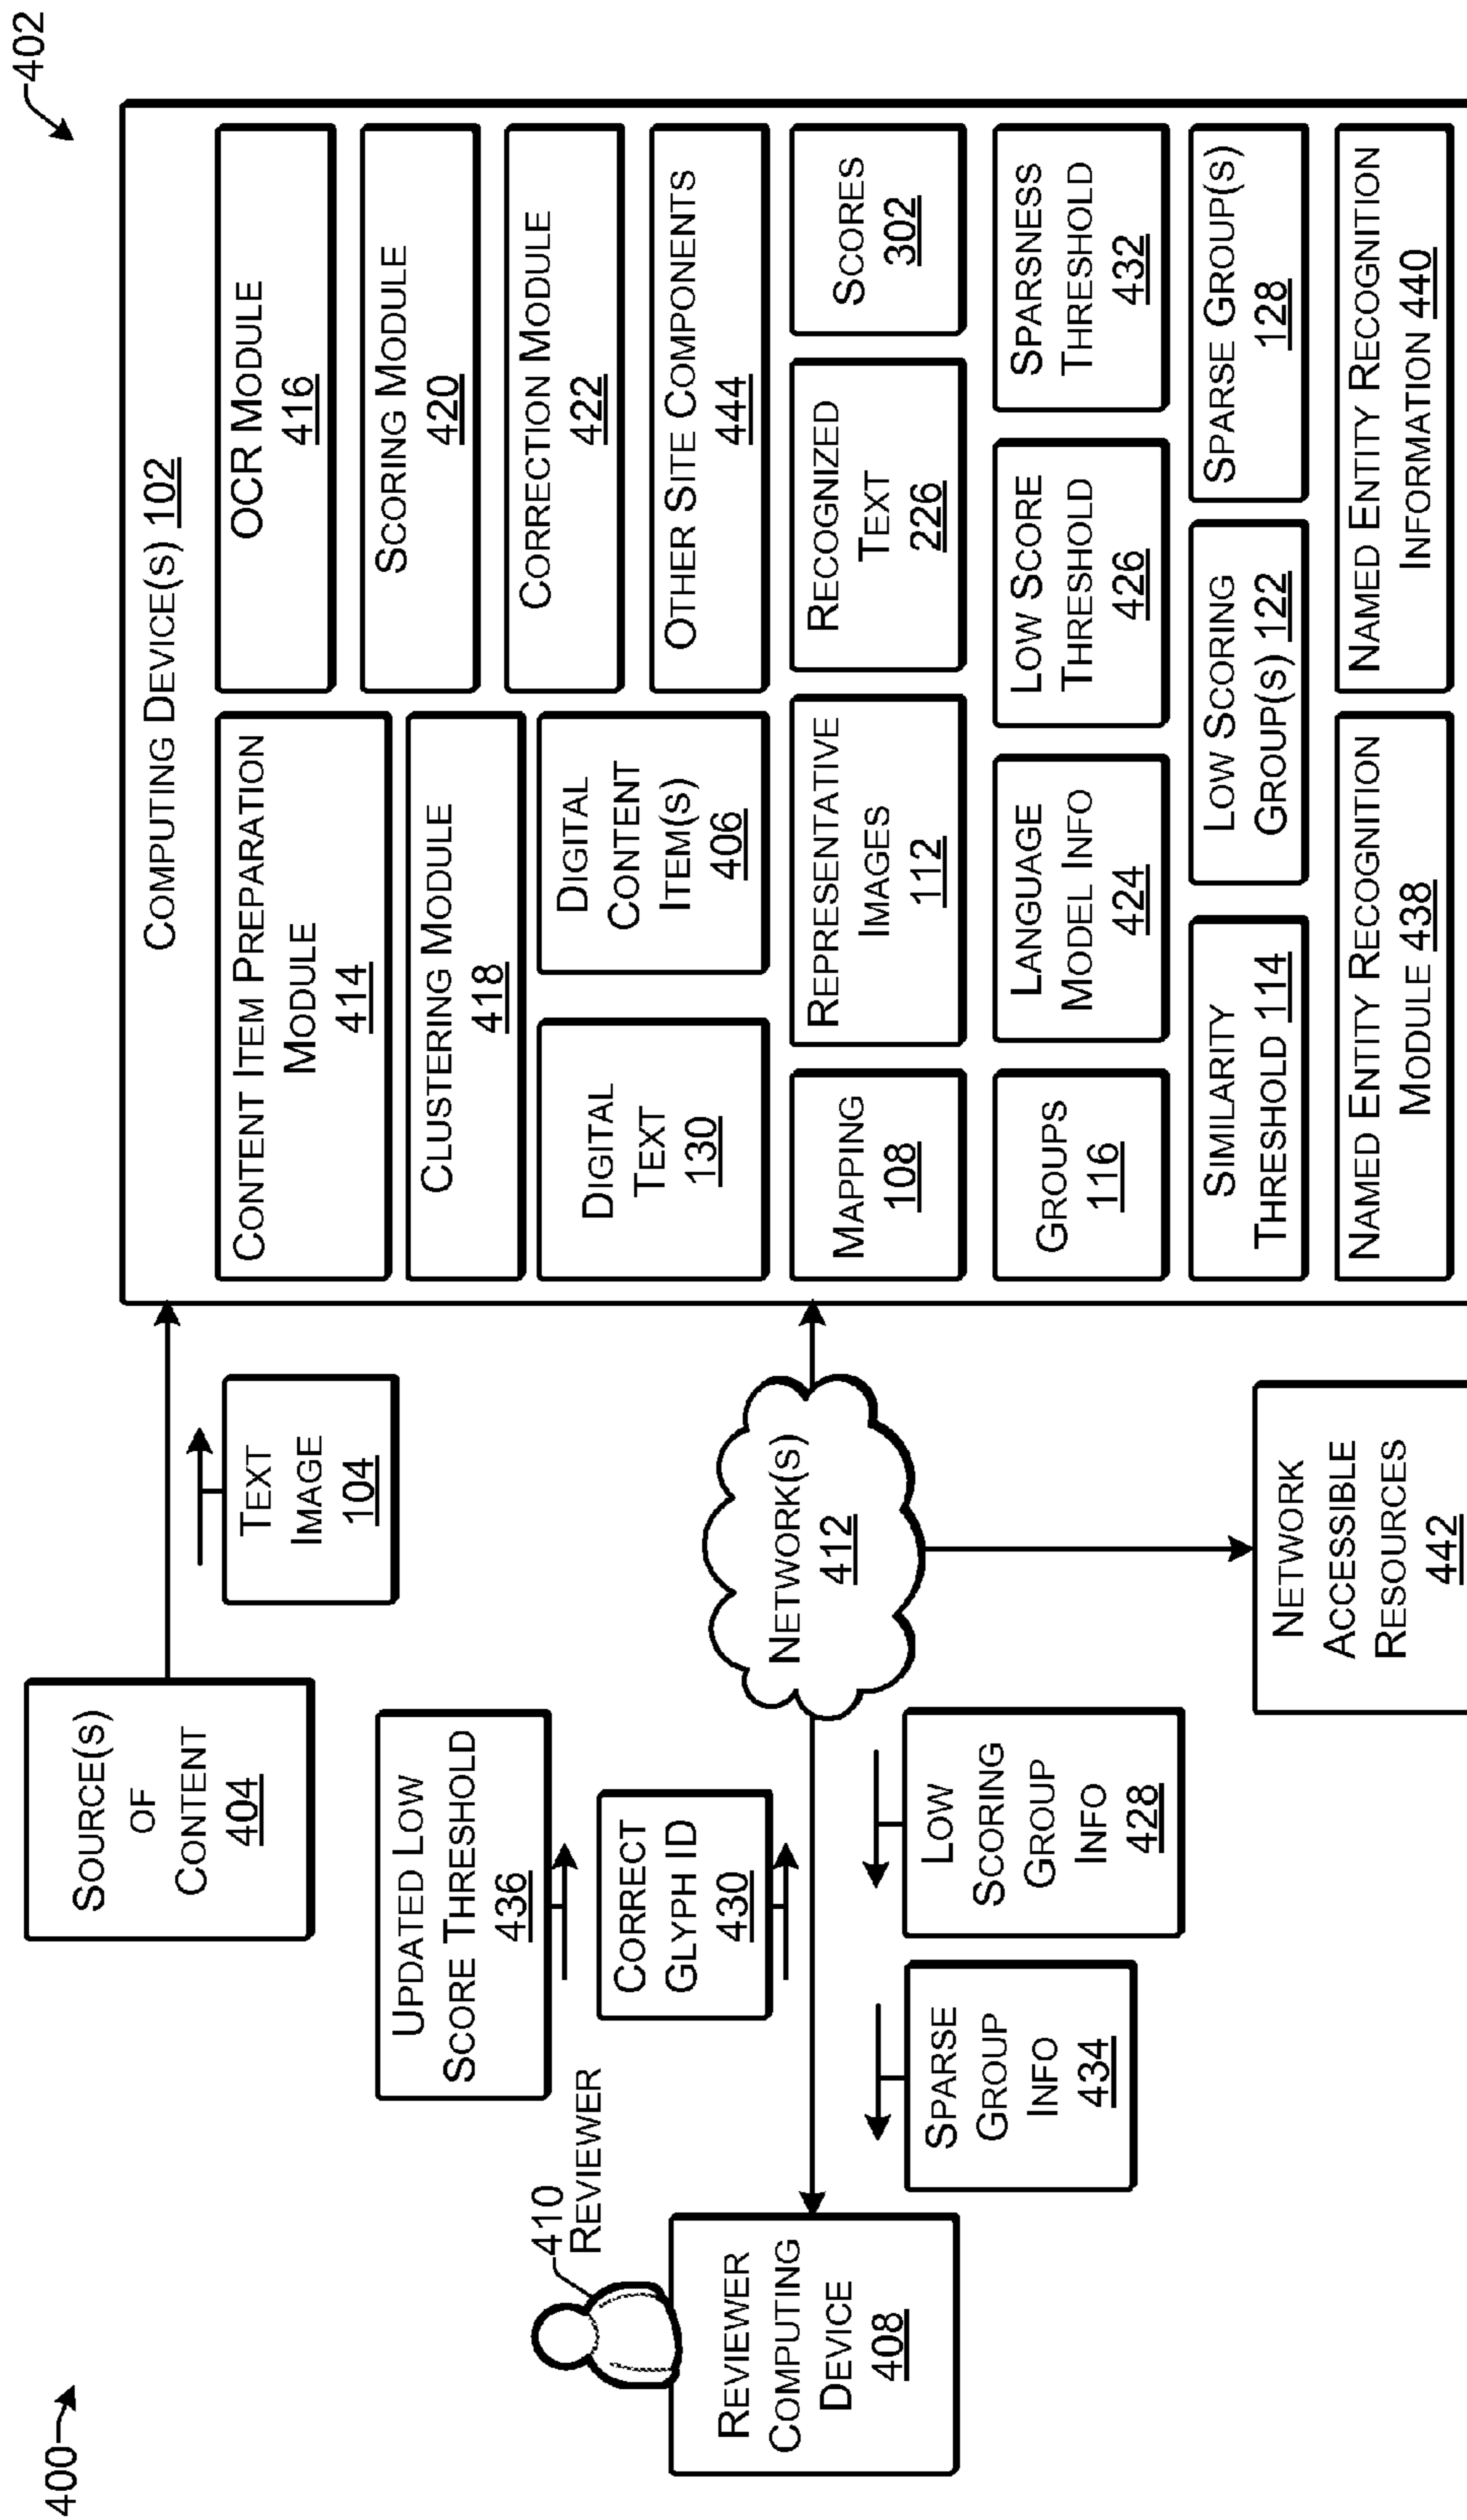 400
402
SOURCE(S)
OF
CONTENT
404
TEXT
IMAGE
104
UPDATED LOW
SCORE THRESHOLD
436
CORRECT
GLYPH ID
430
410
REVIEWER
REVIEWER
COMPUTING
DEVICE
408
NETWORK(S)
412
SPARSE
GROUP
INFO
434
LOW
SCORING
GROUP
INFO
428
NETWORK
ACCESSIBLE
RESOURCES
442
COMPUTING DEVICE(S) 102
CONTENT ITEM PREPARATION
MODULE
414
OCR MODULE
416
CLUSTERING MODULE
418
SCORING MODULE
420
CORRECTION MODULE
422
DIGITAL
TEXT
130
DIGITAL
CONTENT
ITEM(S)
406
OTHER SITE COMPONENTS
444
MAPPING
108
REPRESENTATIVE
IMAGES
112
RECOGNIZED
TEXT
226
SCORES
302
GROUPS
116
LANGUAGE
MODEL INFO
424
LOW SCORE
THRESHOLD
426
SPARSNESS
THRESHOLD
432
SIMILARITY
THRESHOLD 114
LOW SCORING
GROUP(S) 122
SPARSE GROUP(S)
128
NAMED ENTITY RECOGNITION
MODULE 438
NAMED ENTITY RECOGNITION
INFORMATION 440